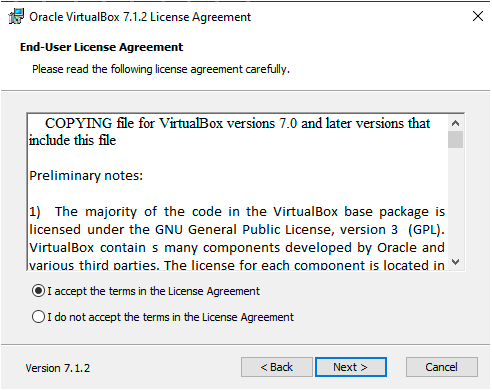 Oracle VirtualBox 7.1.2 License Agreement
End-User License Agreement
Please read the following license agreement carefully.
COPYING file for VirtualBox versions 7.0 and later versions that
include this file
Preliminary notes:
1) The majority of the code in the VirtualBox base package is
licensed under the GNU General Public License, version 3 (GPL).
VirtualBox contain s many components developed by Oracle and
various third parties. The license for each component is located in
I accept the terms in the License Agreement
I do not accept the terms in the License Agreement
Version 7.1.2
< Back
Next >
Cancel